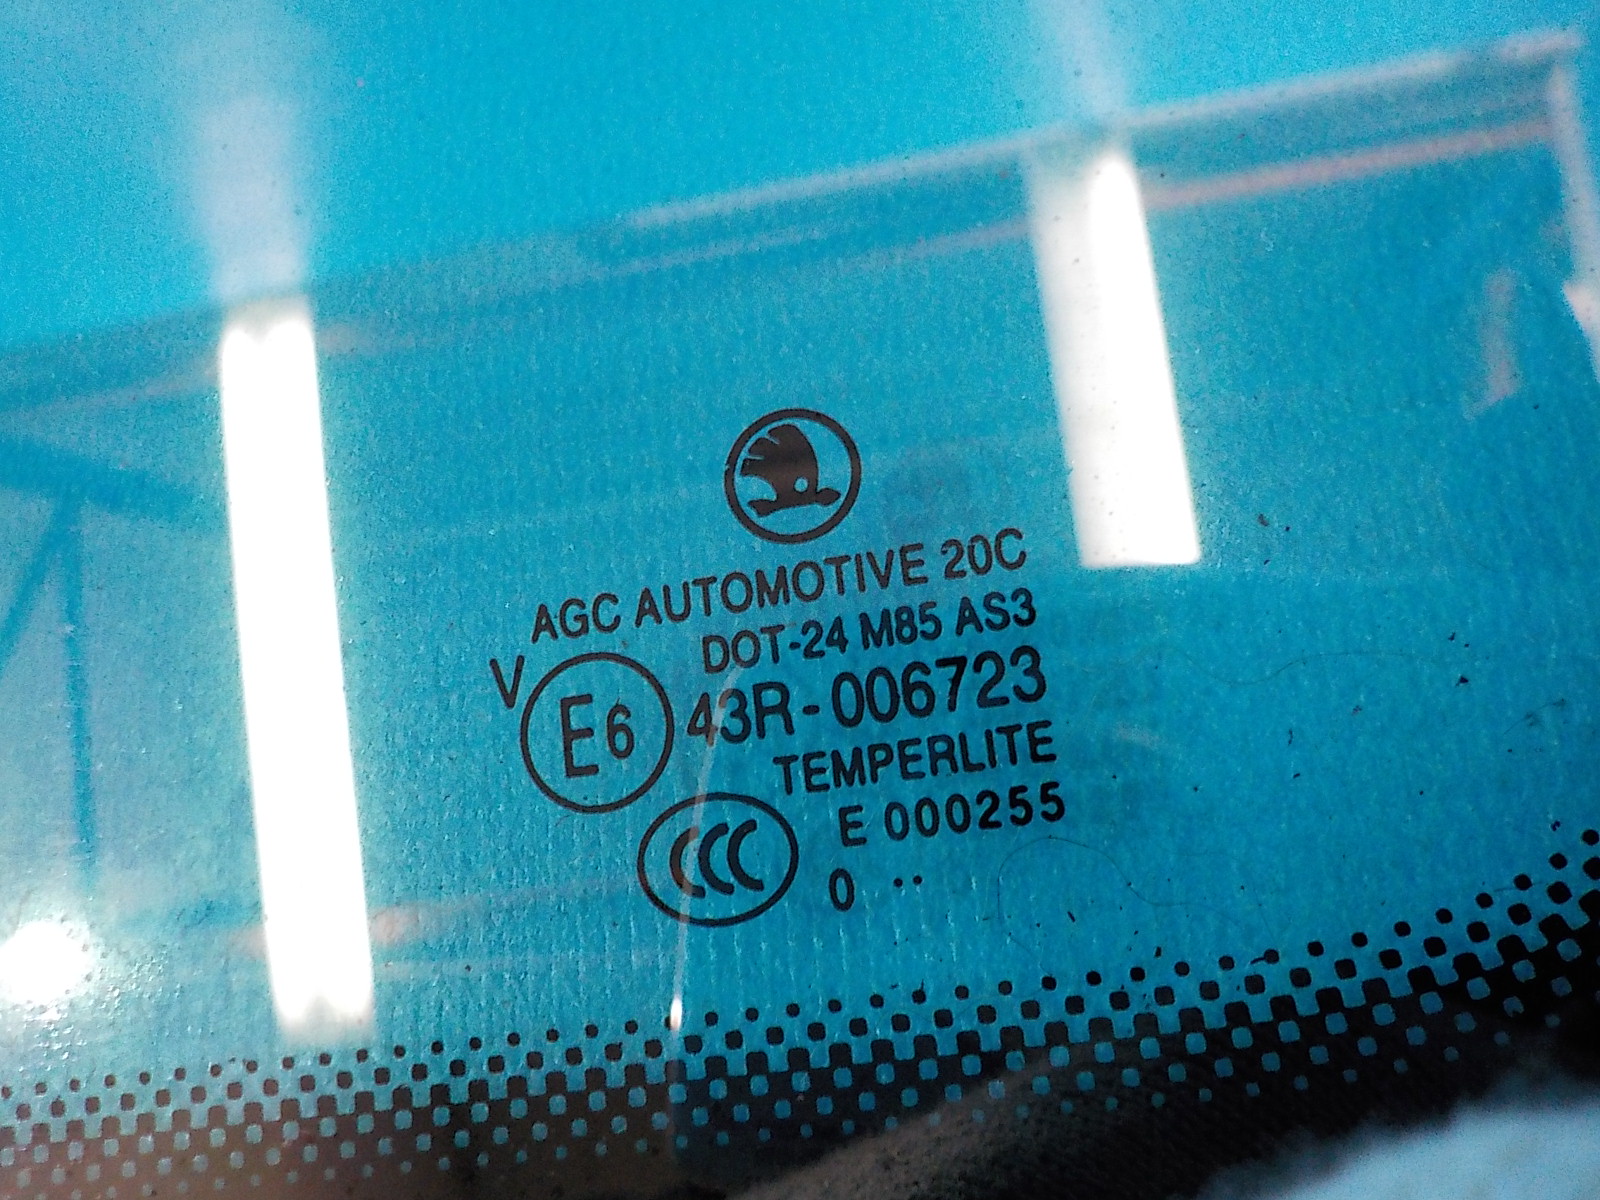 AGC AUTOMOTIVE 20C
DOT-24 M85 AS3
V
E6 43R-006723
TEMPERLITE
CCC E 000255
0 ..